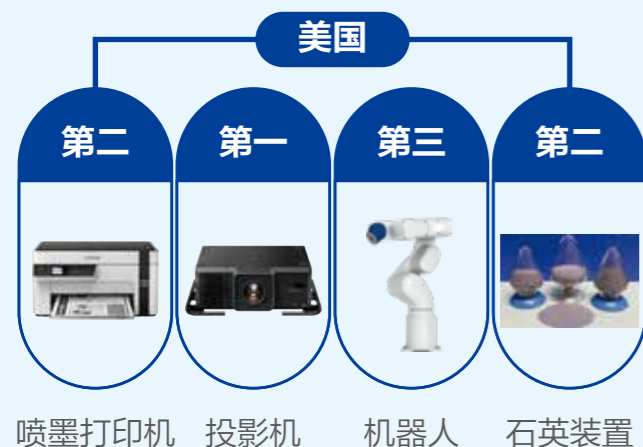 美国
第二
第一
第三
第二
喷墨打印机
投影机
机器人
石英装置